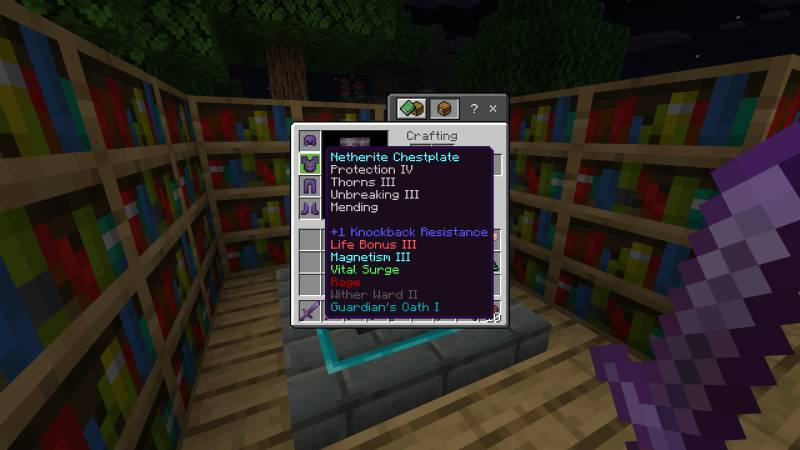 ? ×
Crafting
Netherite Chestplate
Protection IV
Thorns III
Unbreaking III
Mending
+1 Knockback Resistance
Life Bonus III
Magnetism III
Vital Surge
Rage
Wither Ward II
Guardian's Oath I